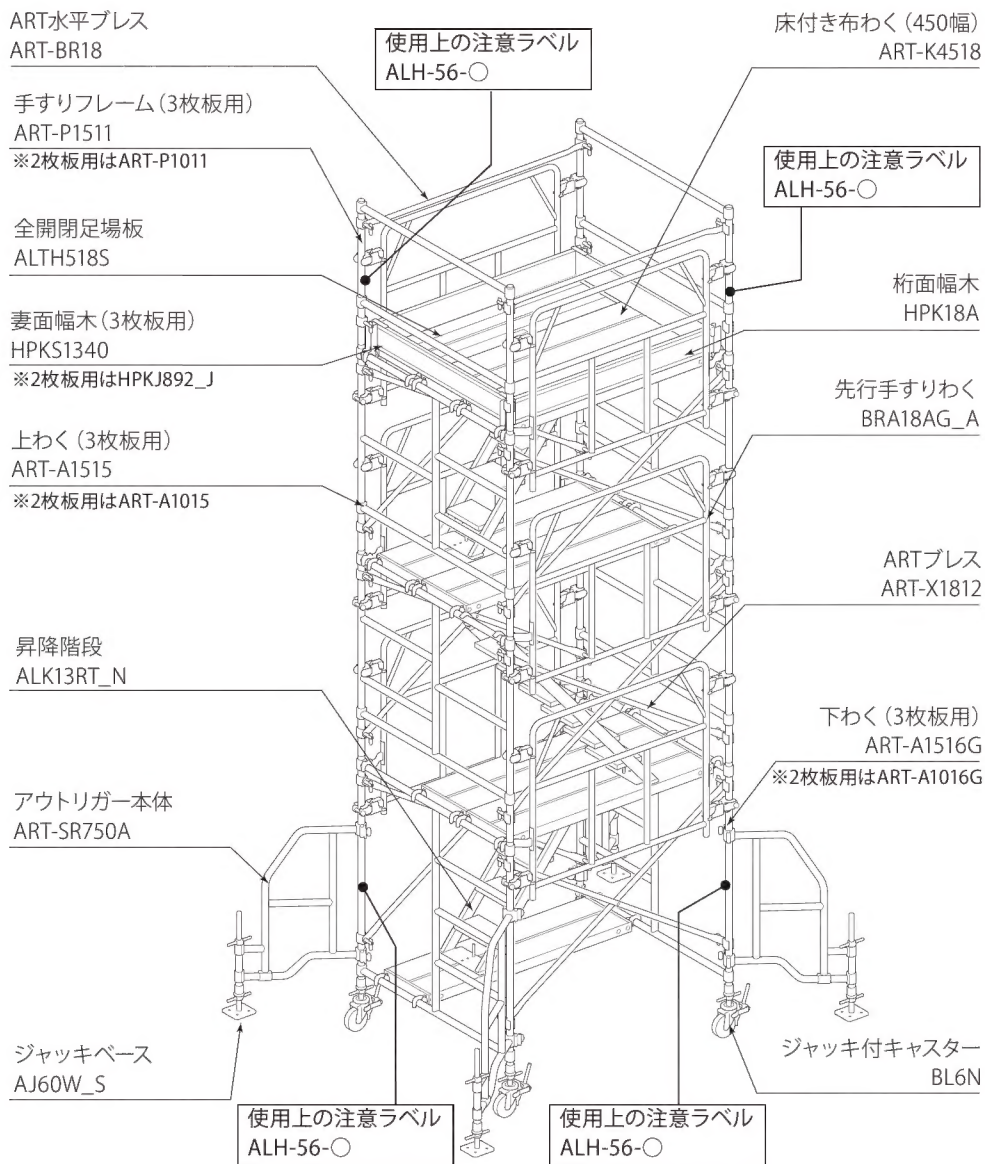 ART水平ブレス
ART-BR18
手すりフレーム（3枚板用）
ART-P1511
※2枚板用はART-P1011
全開閉足場板
ALTH518S
妻面幅木（3枚板用）
HPKS1340
※2枚板用はHPKJ892_J
上わく（3枚板用）
ART-A1515
※2枚板用はART-A1015
昇降階段
ALK13RT_N
アウトリガー本体
ART-SR750A
ジャッキベース
AJ60W_S
使用上の注意ラベル
ALH-56-○
床付き布わく（450幅）
ART-K4518
使用上の注意ラベル
ALH-56-○
桁面幅木
HPK18A
先行手すりわく
BRA18AG_A
ARTブレス
ART-X1812
下わく（3枚板用）
ART-A1516G
※2枚板用はART-A1016G
ジャッキ付キャスター
BL6N
使用上の注意ラベル
ALH-56-○
使用上の注意ラベル
ALH-56-○